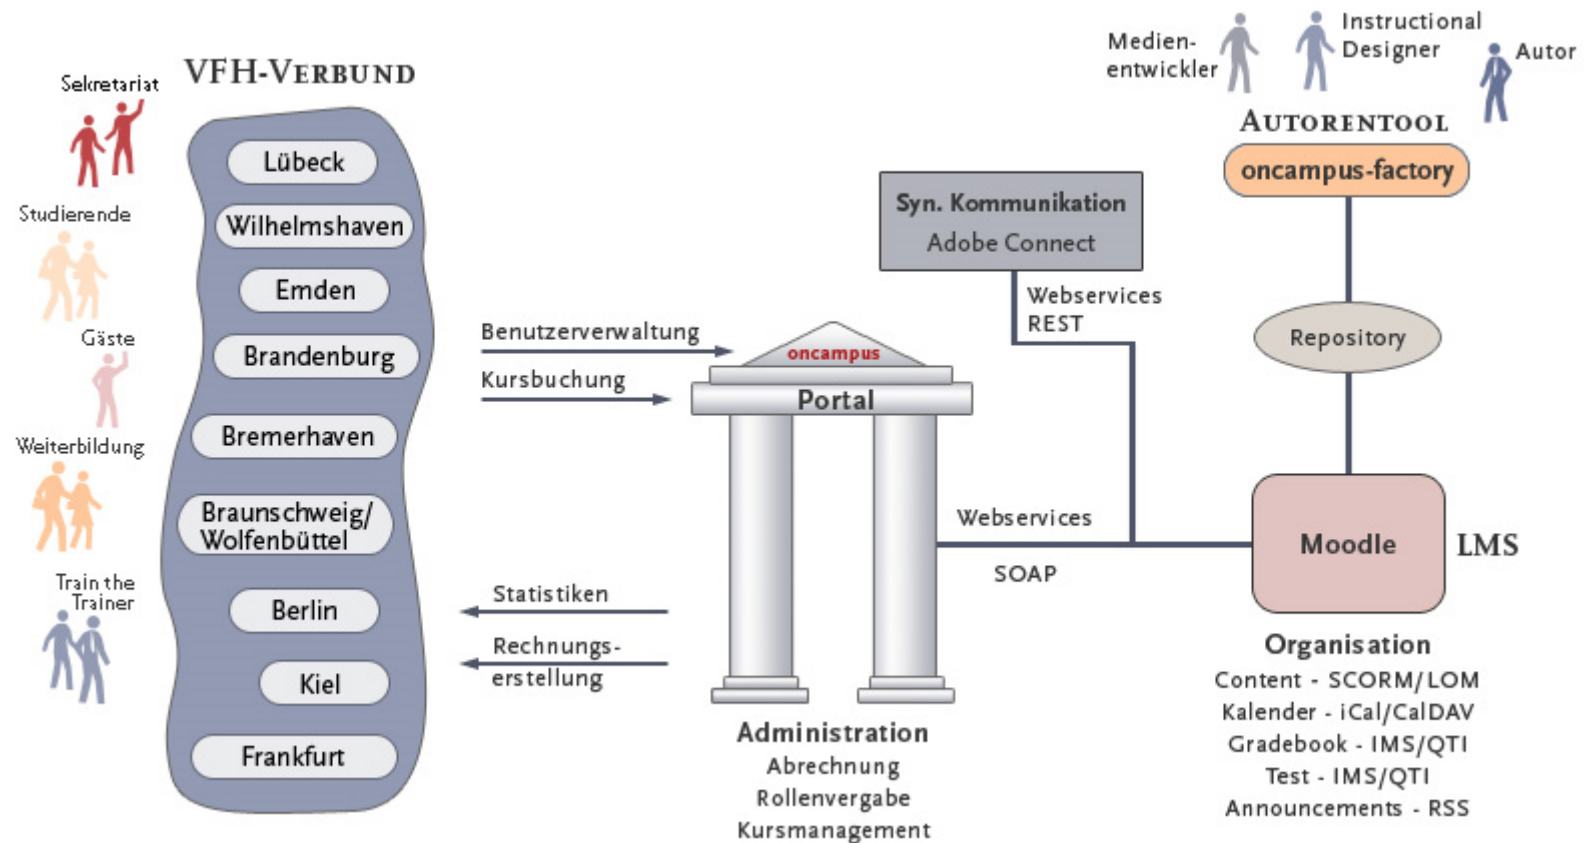 VFH-Verbund
Sekretariat
Studierende
Gäste
Weiterbildung
Train the
Trainer
Lübeck
Wilhelmshaven
Emden
Brandenburg
Bremerhaven
Braunschweig/
Wolfenbüttel
Berlin
Kiel
Frankfurt
Benutzerverwaltung
Kursbuchung
Statistiken
Rechnungs-
erstellung
oncampus
Portal
Administration
Abrechnung
Rollenvergabe
Kursmanagement
Syn. Kommunikation
Adobe Connect
Webservices
REST
Webservices
SOAP
Medien-
entwickler
Instructional
Designer
Autor
Autorentool
oncampus-factory
Repository
Moodle
LMS
Organisation
Content - SCORM/LOM
Kalender - iCal/CalDAV
Gradebook - IMS/QTI
Test - IMS/QTI
Announcements - RSS